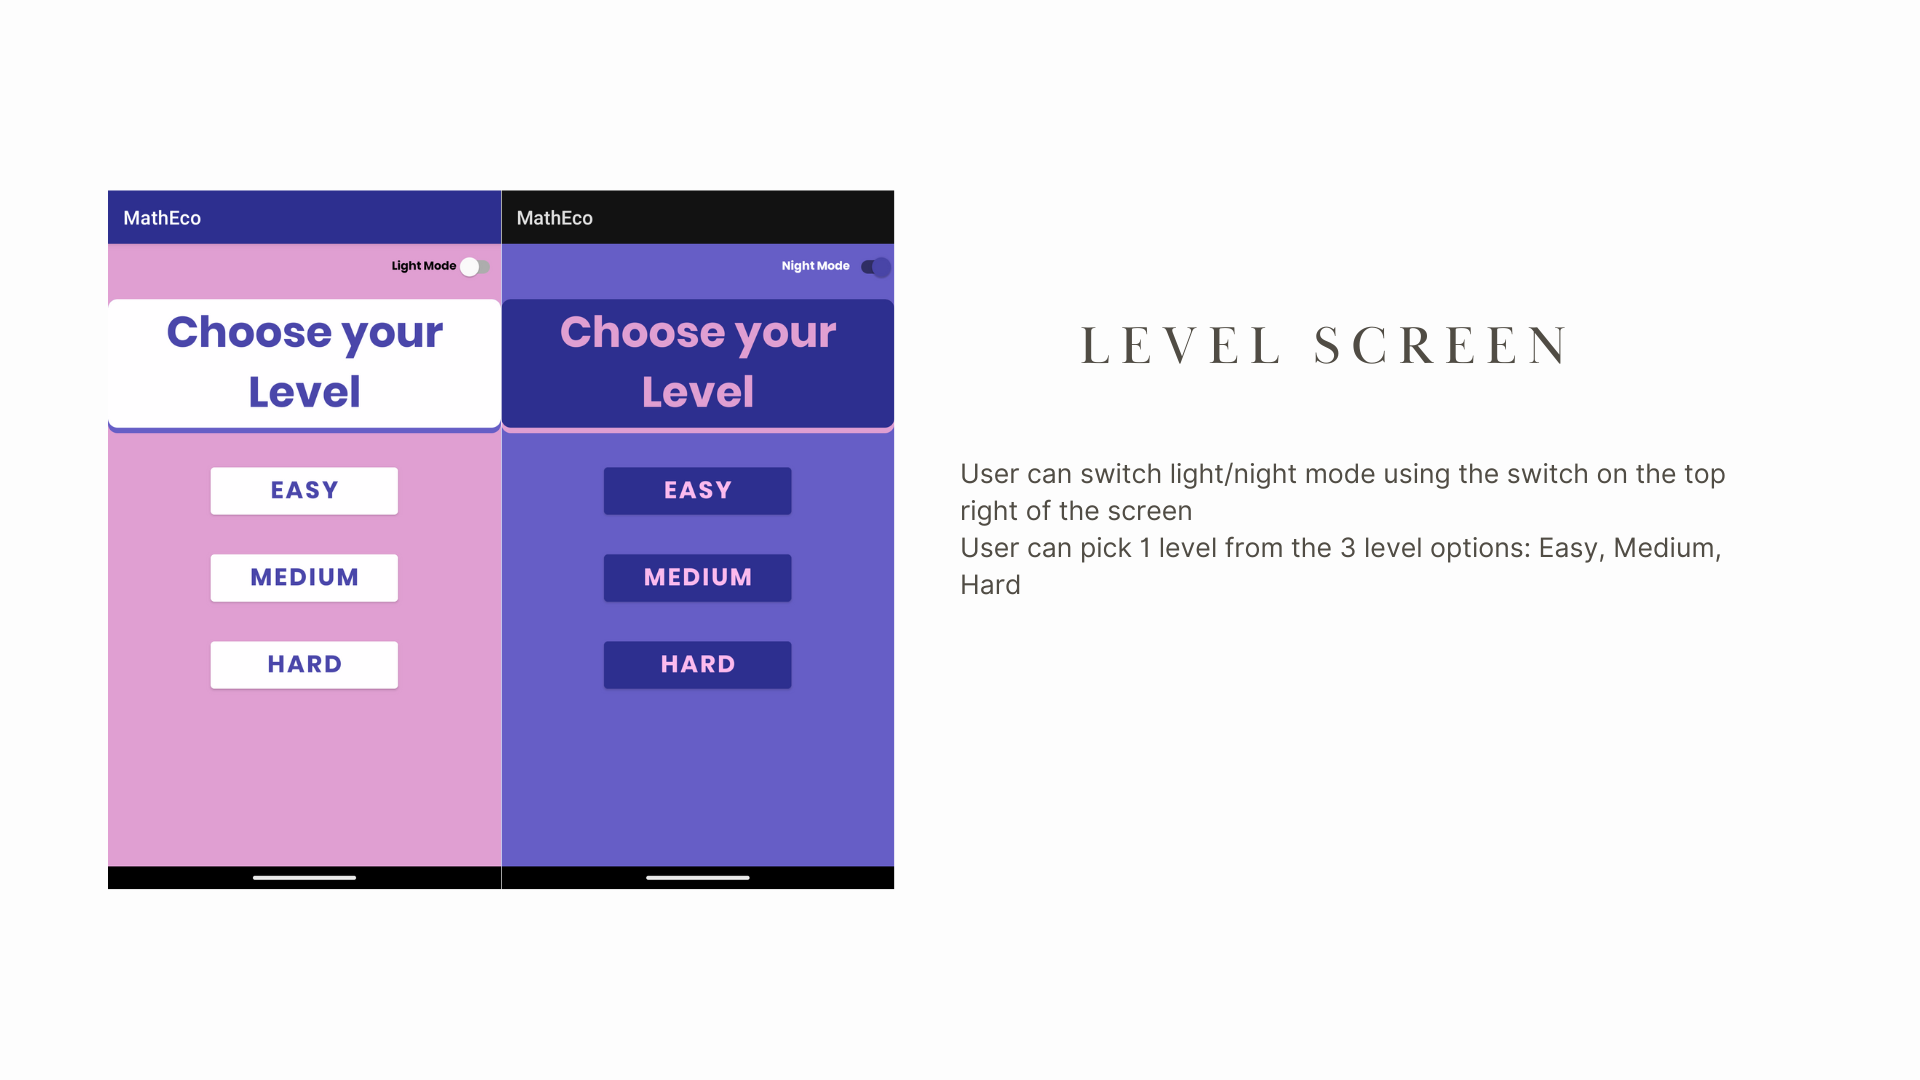 MathEco
Light Mode
Choose your
Level
EASY
MEDIUM
HARD
MathEco
Night Mode
Choose your
Level
EASY
MEDIUM
HARD
LEVEL SCREEN
User can switch light/night mode using the switch on the top
right of the screen
User can pick 1 level from the 3 level options: Easy, Medium,
Hard